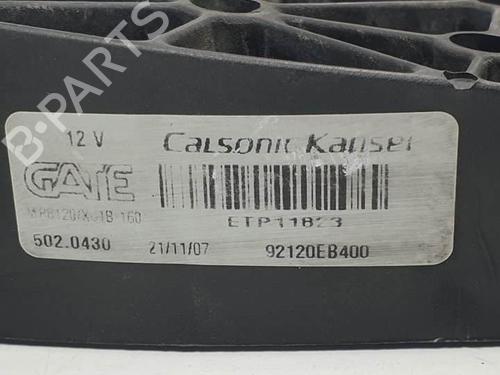 12 V Calsonic Kansei
GATE
ETP11823
502.0430 21/11/07 92120EB400
B-PARTS